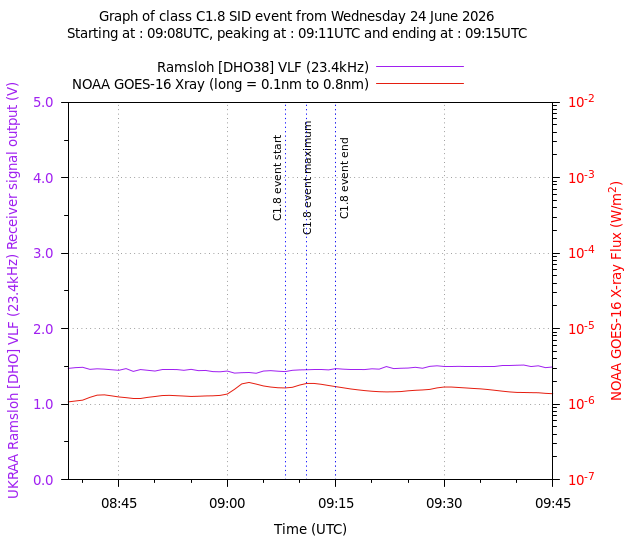 Graph of class C1.8 SID event from Wednesday 24 June 2026
Starting at : 09:08UTC, peaking at : 09:11UTC and ending at : 09:15UTC
Ramsloh [DHO38] VLF (23.4kHz)
NOAA GOES-16 Xray (long = 0.1nm to 0.8nm)
UKRAA Ramsloh [DHO] VLF (23.4kHz) Receiver signal output (V)
5.0
4.0
3.0
2.0
1.0
0.0
C1.8 event start
C1.8 event maximum
C1.8 event end
10-2
10-3
10-4
10-5
10-6
10-7
NOAA GOES-16 X-ray Flux (W/m2)
08:45 09:00 09:15 09:30 09:45
Time (UTC)